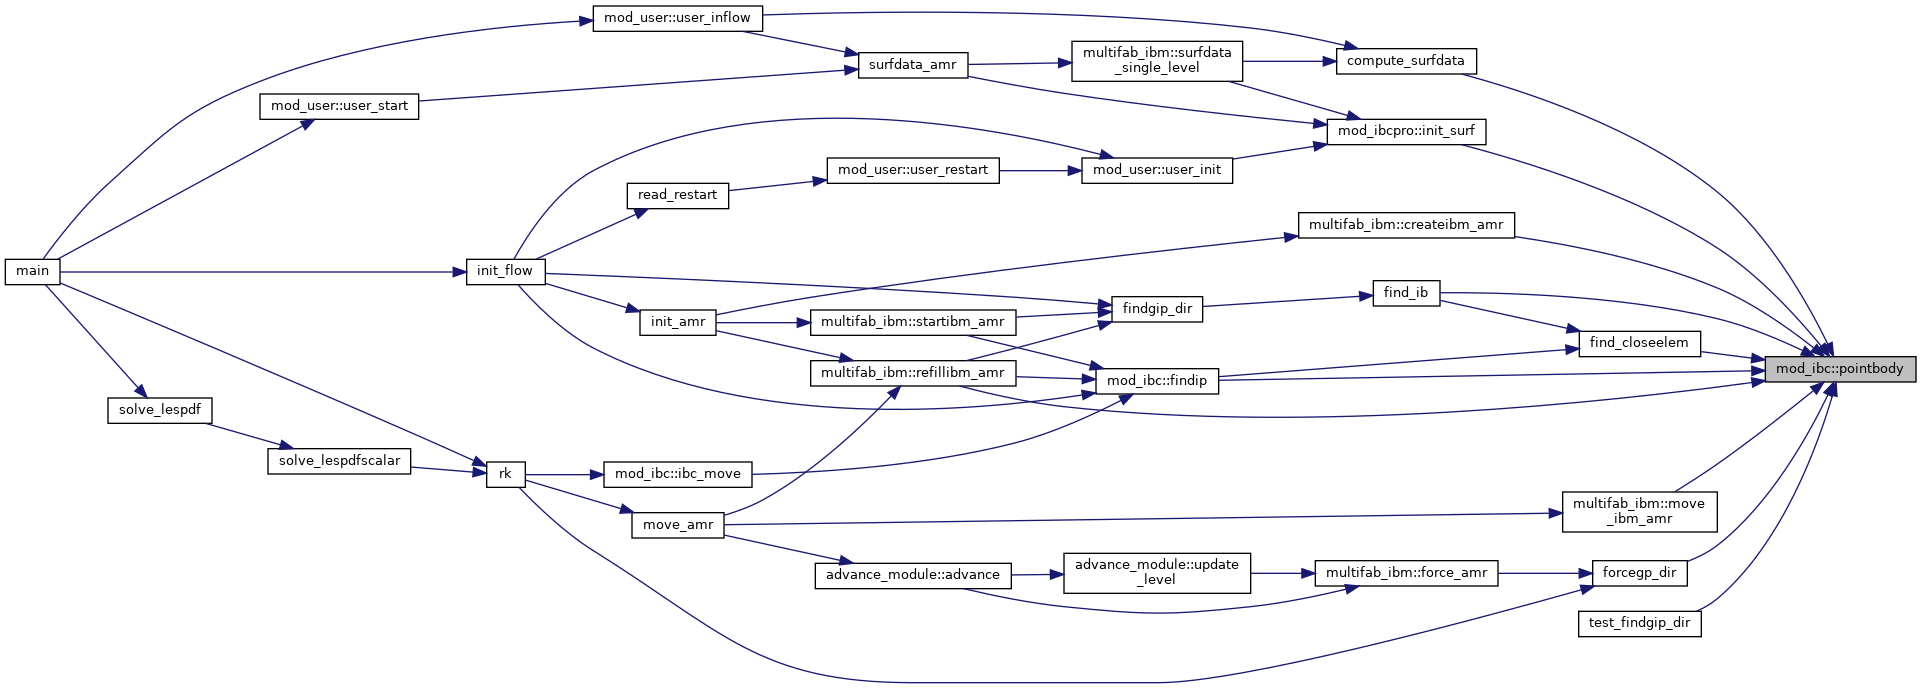 mod_user::user_inflow
compute_surfdata
multifab_ibm::surfdata
_single_level
surfdata_amr
mod_user::user_start
mod_ibcpro::init_surf
mod_user::user_restart
mod_user::user_init
read_restart
multifab_ibm::createibm_amr
main
init_flow
find_ib
findgip_dir
init_amr
multifab_ibm::startibm_amr
find_closeelem
mod_ibc::pointbody
multifab_ibm::refillibm_amr
mod_ibc::findip
solve_lespdf
solve_lespdfscalar
rk
mod_ibc::ibc_move
multifab_ibm::move
_ibm_amr
move_amr
advance_module::update
_level
advance_module::advance
multifab_ibm::force_amr
forcegp_dir
test_findgip_dir